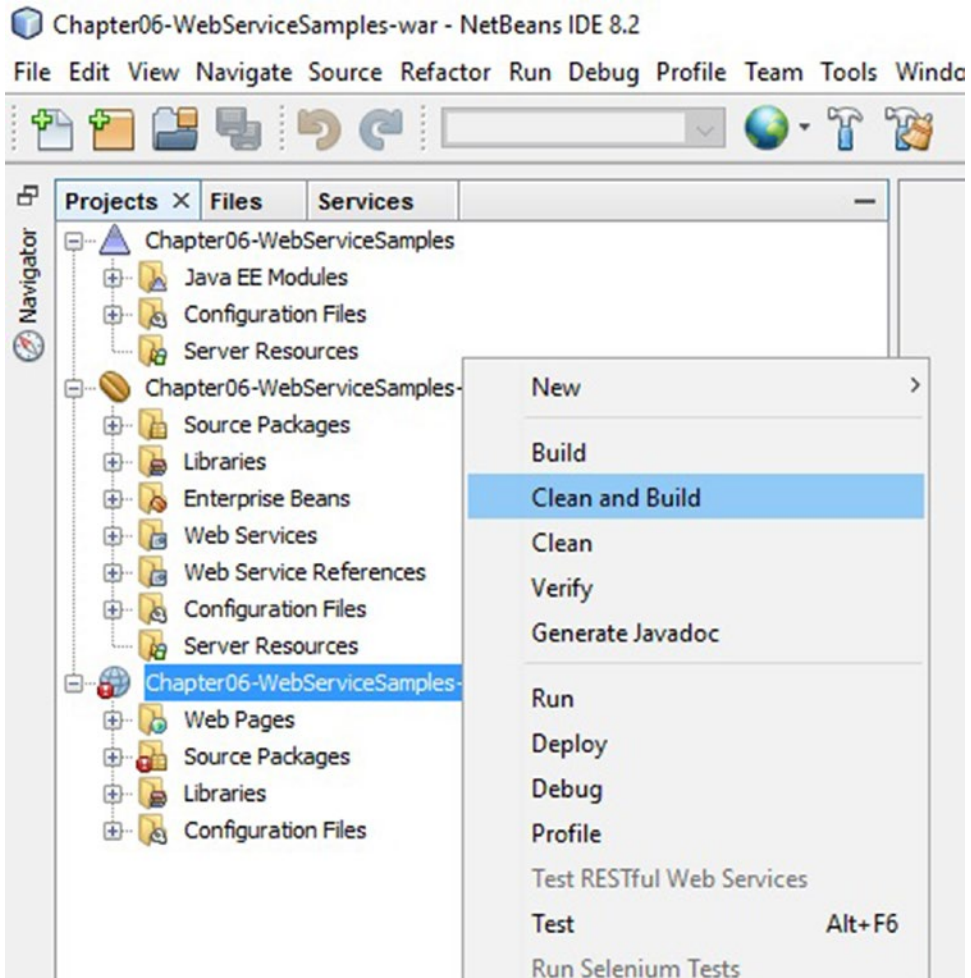 Chapter06-WebServiceSamples-war - NetBeans IDE 8.2
File Edit View Navigate Source Refactor Run Debug Profile Team Tools Windo
Projects Files Services
Navigator
Chapter06-WebServiceSamples
Java EE Modules
Configuration Files
Server Resources
Chapter06-WebServiceSamples-
Source Packages
Libraries
Enterprise Beans
Web Services
Web Service References
Configuration Files
Server Resources
Chapter06-WebServiceSamples-
Web Pages
Source Packages
Libraries
Configuration Files
New
Build
Clean and Build
Clean
Verify
Generate Javadoc
Run
Deploy
Debug
Profile
Test RESTful Web Services
Test Alt+F6
Run Selenium Tests